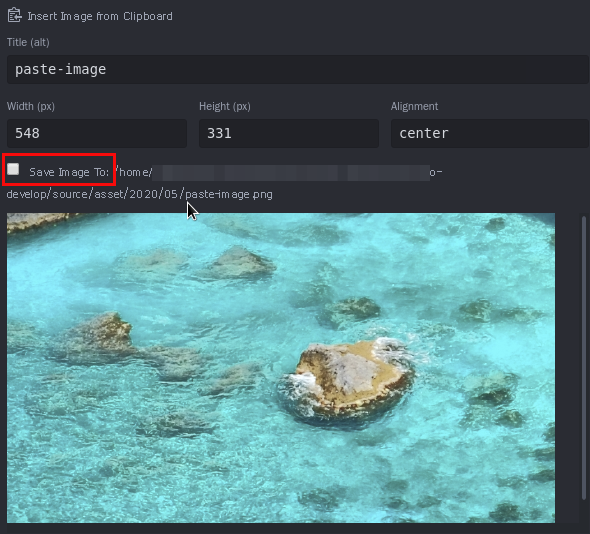 Insert Image from Clipboard
Title (alt)
paste-image
Width (px) Height (px) Alignment
548 331 center
Save Image To: /home/ o-
develop/source/asset/2020/05/paste-image.png